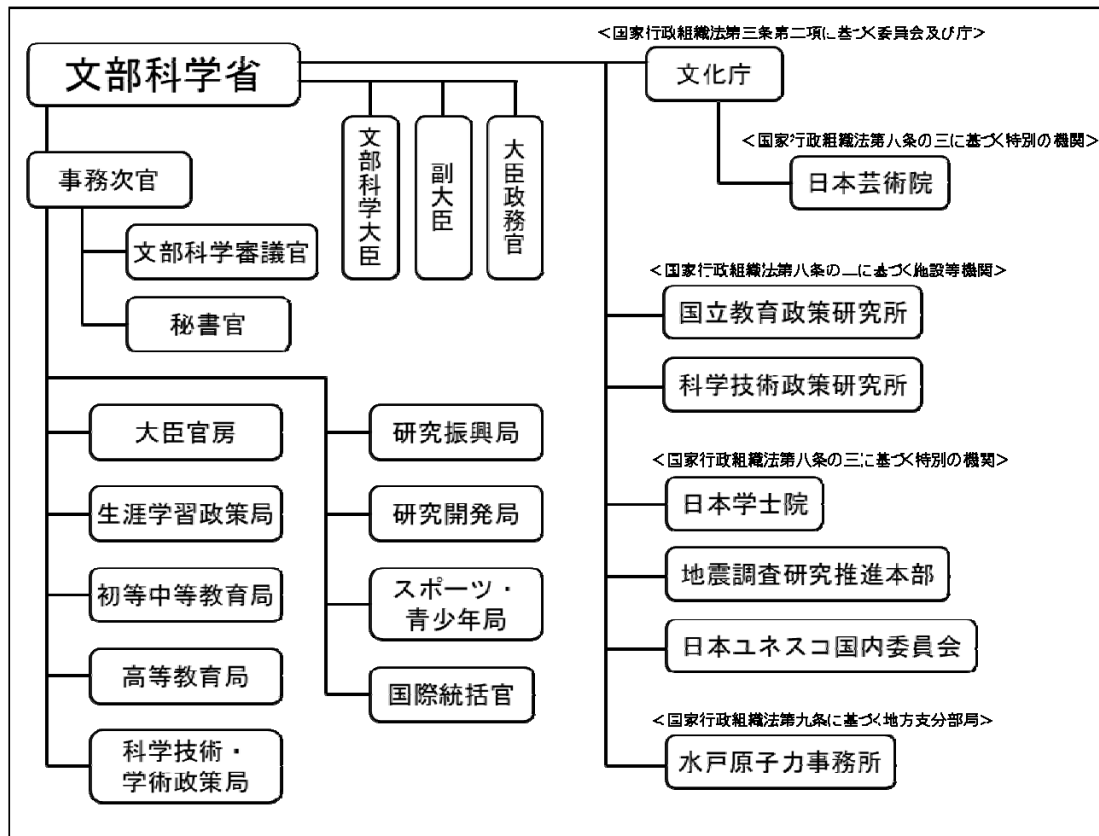 文部科学省
文部科学大臣
副大臣
大臣政務官
事務次官
文部科学審議官
秘書官
大臣官房
生涯学習政策局
初等中等教育局
高等教育局
科学技術・
学術政策局
研究振興局
研究開発局
スポーツ・
青少年局
国際統括官
<国家行政組織法第三条第二項に基づく委員会及び庁>
文化庁
<国家行政組織法第八条の三に基づく特別の機関>
日本芸術院
<国家行政組織法第八条の二に基づく施設等機関>
国立教育政策研究所
科学技術政策研究所
<国家行政組織法第八条の三に基づく特別の機関>
日本学士院
地震調査研究推進本部
日本ユネスコ国内委員会
<国家行政組織法第九条に基づく地方支分部局>
水戸原子力事務所